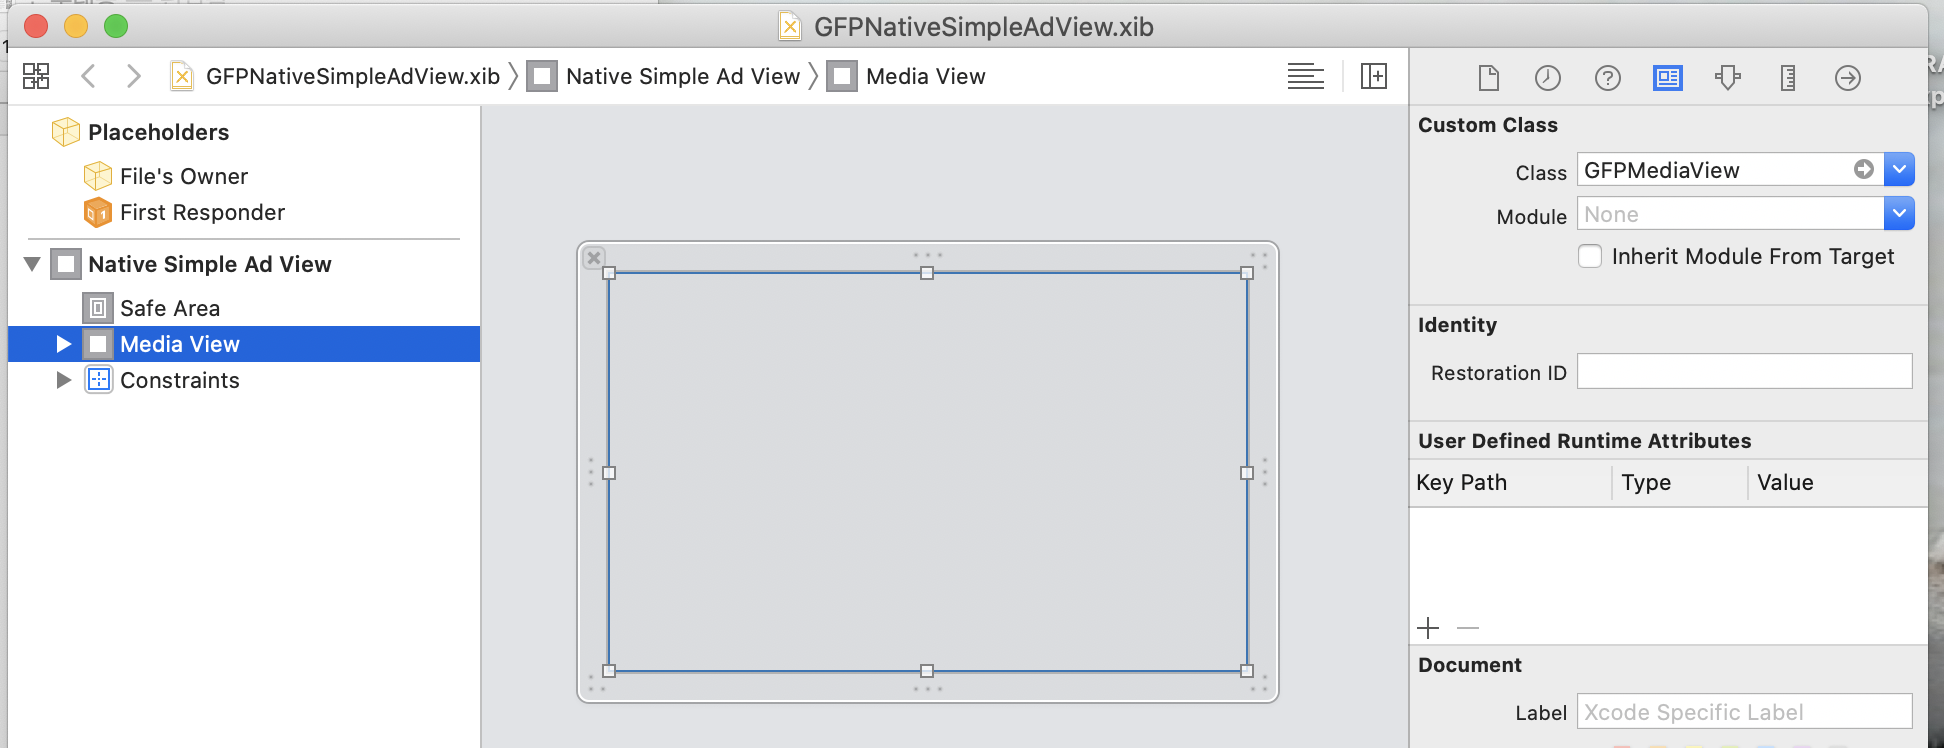 GFPNativeSimpleAdView.xib
GFPNativeSimpleAdView.xib
Native Simple Ad View
Media View
Placeholders
File's Owner
First Responder
Native Simple Ad View
Safe Area
Media View
Constraints
Custom Class
Class
GFPMediaView
Module
None
Inherit Module From Target
Identity
Restoration ID
User Defined Runtime Attributes
Key Path
Type
Value
Document
Label
Xcode Specific Label